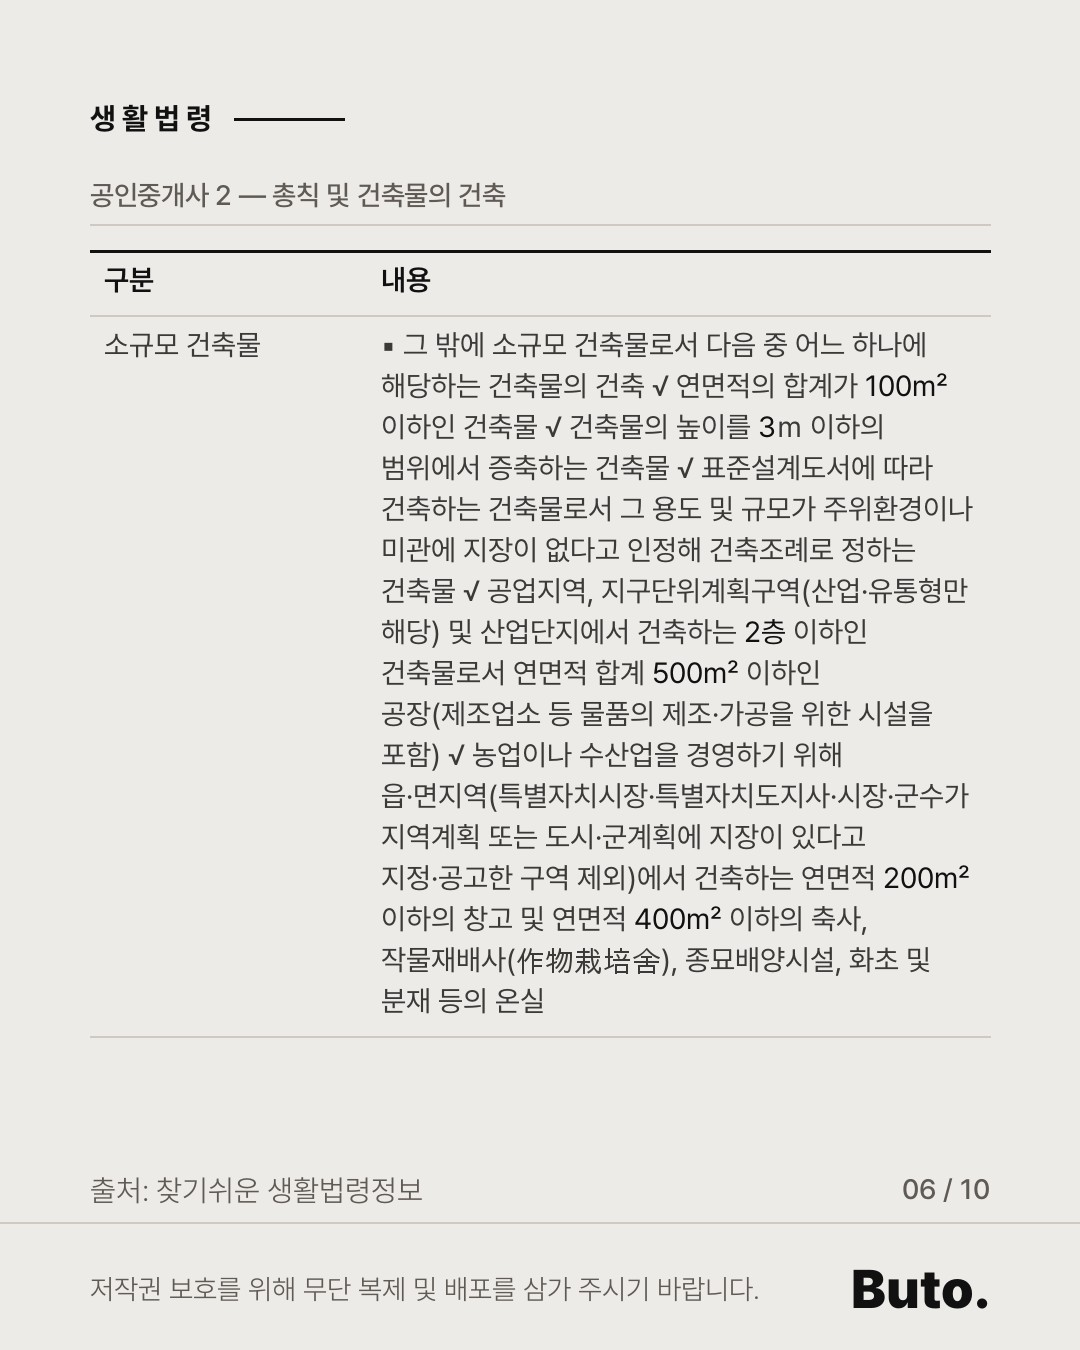 생활법령
공인중개사 2 — 총칙 및 건축물의 건축
구분 내용
소규모 건축물 ▪ 그 밖에 소규모 건축물로서 다음 중 어느 하나에
해당하는 건축물의 건축 √ 연면적의 합계가 100m²
이하인 건축물 √ 건축물의 높이를 3m 이하의
범위에서 증축하는 건축물 √ 표준설계도서에 따라
건축하는 건축물로서 그 용도 및 규모가 주위환경이나
미관에 지장이 없다고 인정해 건축조례로 정하는
건축물 √ 공업지역, 지구단위계획구역(산업·유통형만
해당) 및 산업단지에서 건축하는 2층 이하인
건축물로서 연면적 합계 500m² 이하인
공장(제조업소 등 물품의 제조·가공을 위한 시설을
포함) √ 농업이나 수산업을 경영하기 위해
읍·면지역(특별자치시장·특별자치도지사·시장·군수가
지역계획 또는 도시·군계획에 지장이 있다고
지정·공고한 구역 제외)에서 건축하는 연면적 200m²
이하의 창고 및 연면적 400m² 이하의 축사,
작물재배사(作物栽培舍), 종묘배양시설, 화초 및
분재 등의 온실
출처: 찾기쉬운 생활법령정보
06 / 10
저작권 보호를 위해 무단 복제 및 배포를 삼가 주시기 바랍니다.
Buto.